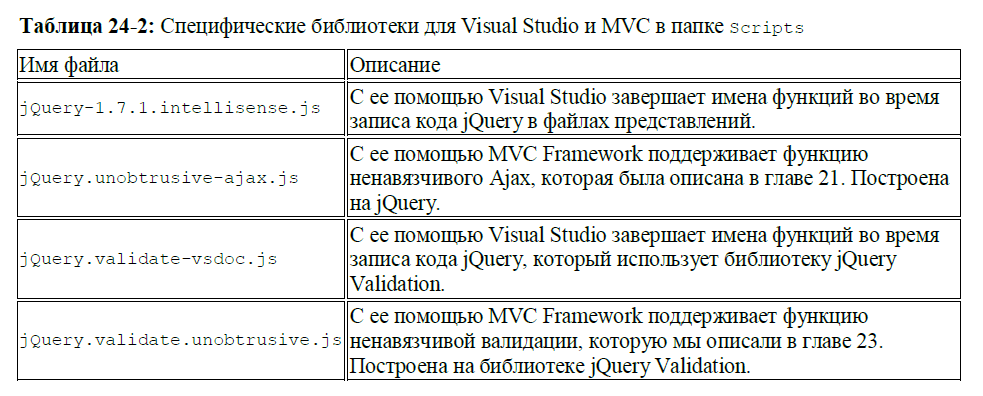 Таблица 24-2: Специфические библиотеки для Visual Studio и MVC в папке Scripts
Имя файла
Описание
jQuery-1.7.1.intellisense.js
С ее помощью Visual Studio завершает имена функций во время
записи кода jQuery в файлах представлений.
jQuery.unobtrusive-ajax.js
С ее помощью MVC Framework поддерживает функцию
ненавязчивого Ajax, которая была описана в главе 21. Построена
на jQuery.
jQuery.validate-vsdoc.js
С ее помощью Visual Studio завершает имена функций во время
записи кода jQuery, который использует библиотеку jQuery
Validation.
jQuery.validate.unobtrusive.js
С ее помощью MVC Framework поддерживает функцию
ненавязчивой валидации, которую мы описали в главе 23.
Построена на библиотеке jQuery Validation.